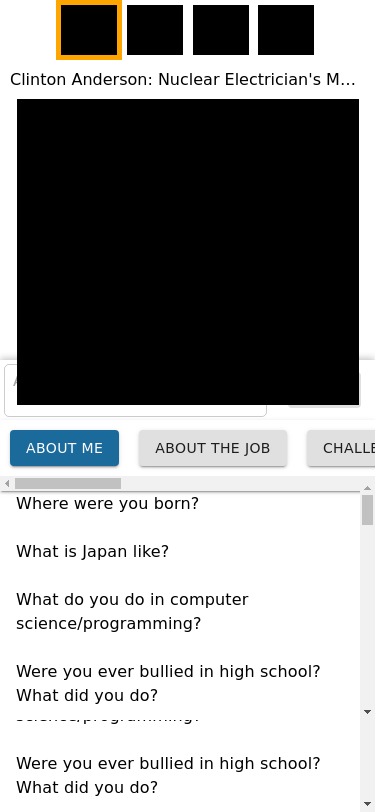 Clinton Anderson: Nuclear Electrician's M...
ABOUT ME
ABOUT THE JOB
CHALLE
Where were you born?
What is Japan like?
What do you do in computer
science/programming?
Were you ever bullied in high school?
What did you do?
science/programming?
Were you ever bullied in high school?
What did you do?